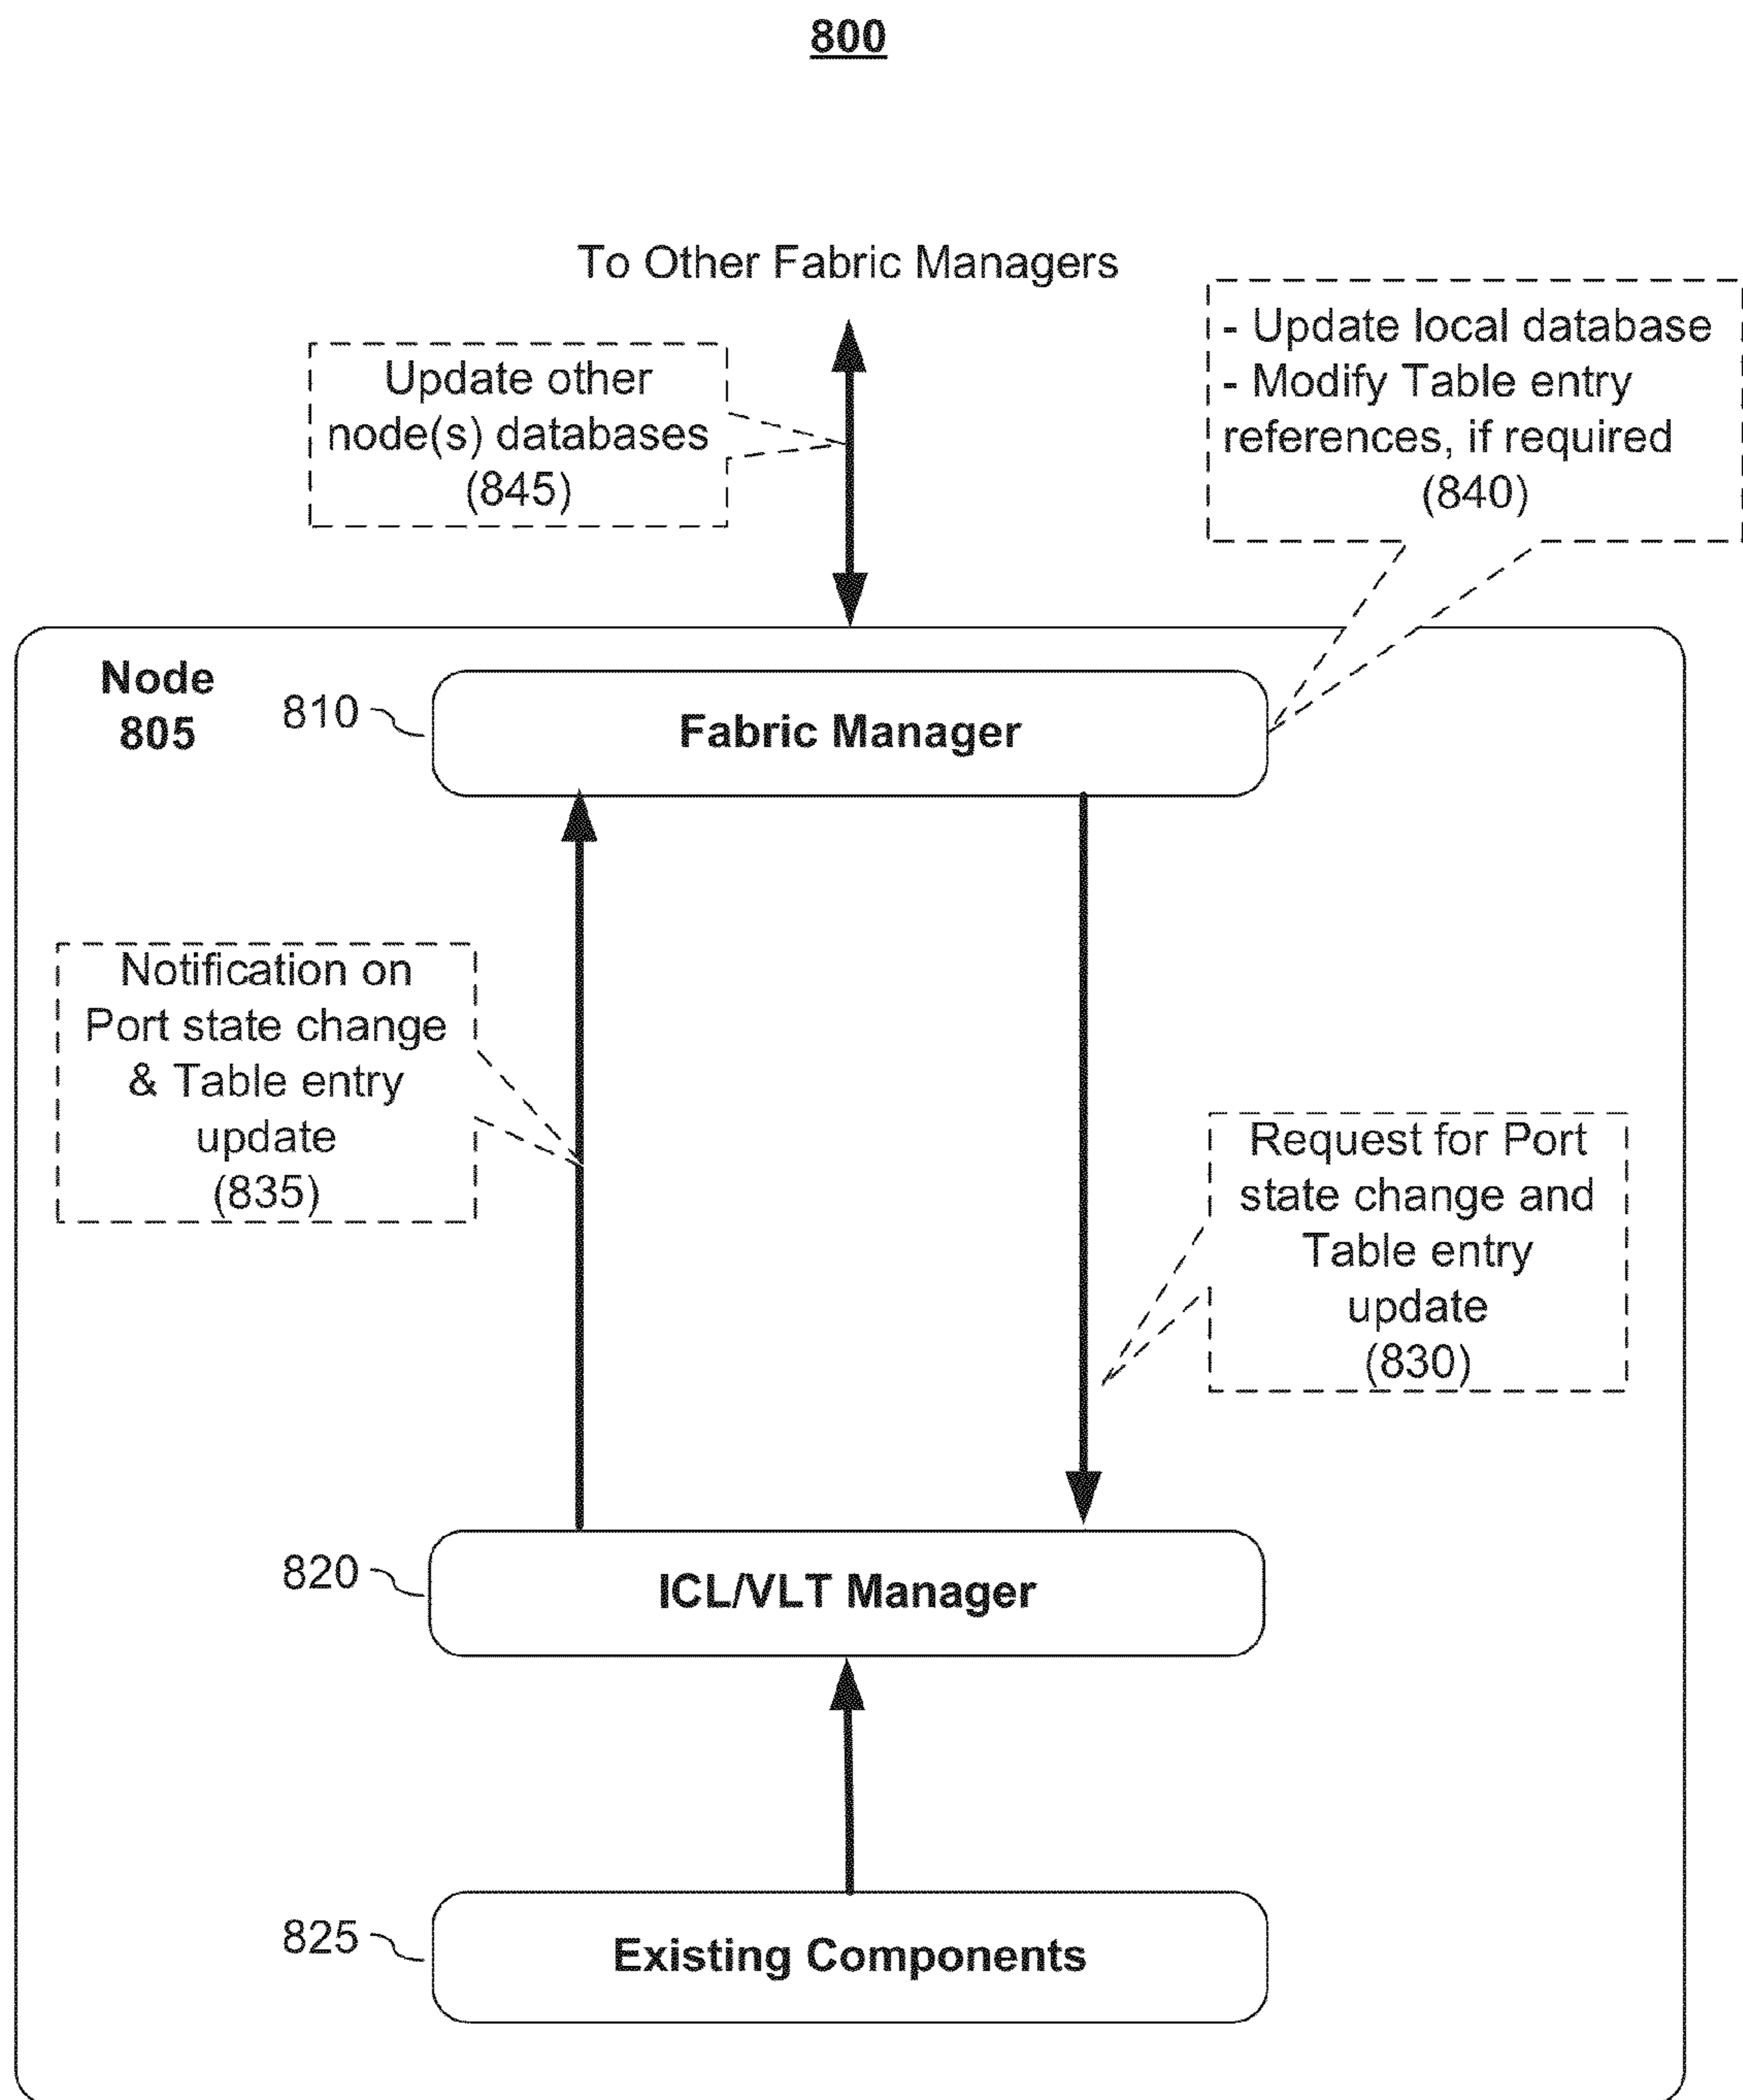 800
To Other Fabric Managers
Update other
node(s) databases
(845)
- Update local database
- Modify Table entry
references, if required
(840)
Node
805
810
Fabric Manager
Notification on
Port state change
& Table entry
update
(835)
Request for Port
state change and
Table entry
update
(830)
820
ICL/VLT Manager
825
Existing Components